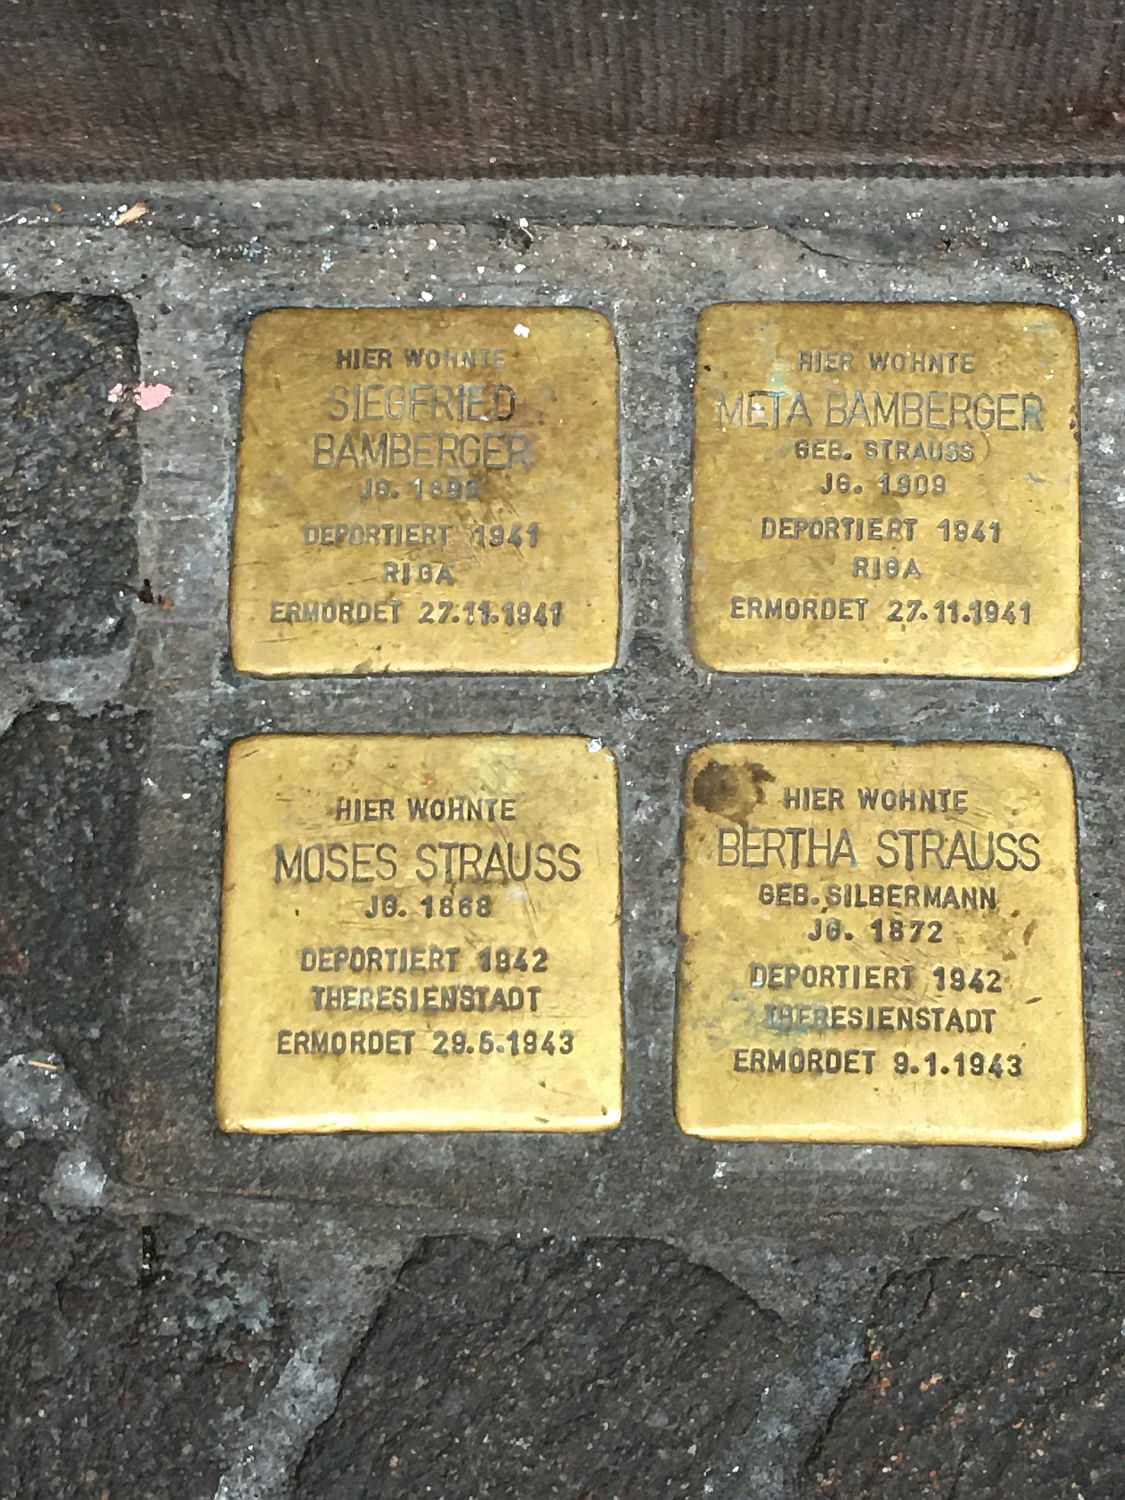 HIER WOHNTE
SIEGFRIED
BAMBERGER
JG. 1890
DEPORTIERT 1941
RIGA
ERMORDET 27.11.1941
HIER WOHNTE
META BAMBERGER
GEB. STRAUSS
JG. 1909
DEPORTIERT 1941
RIGA
ERMORDET 27.11.1941
HIER WOHNTE
MOSES STRAUSS
JG. 1868
DEPORTIERT 1942
THERESIENSTADT
ERMORDET 29.5.1943
HIER WOHNTE
BERTHA STRAUSS
GEB. SILBERMANN
JG. 1872
DEPORTIERT 1942
THERESIENSTADT
ERMORDET 9.1.1943